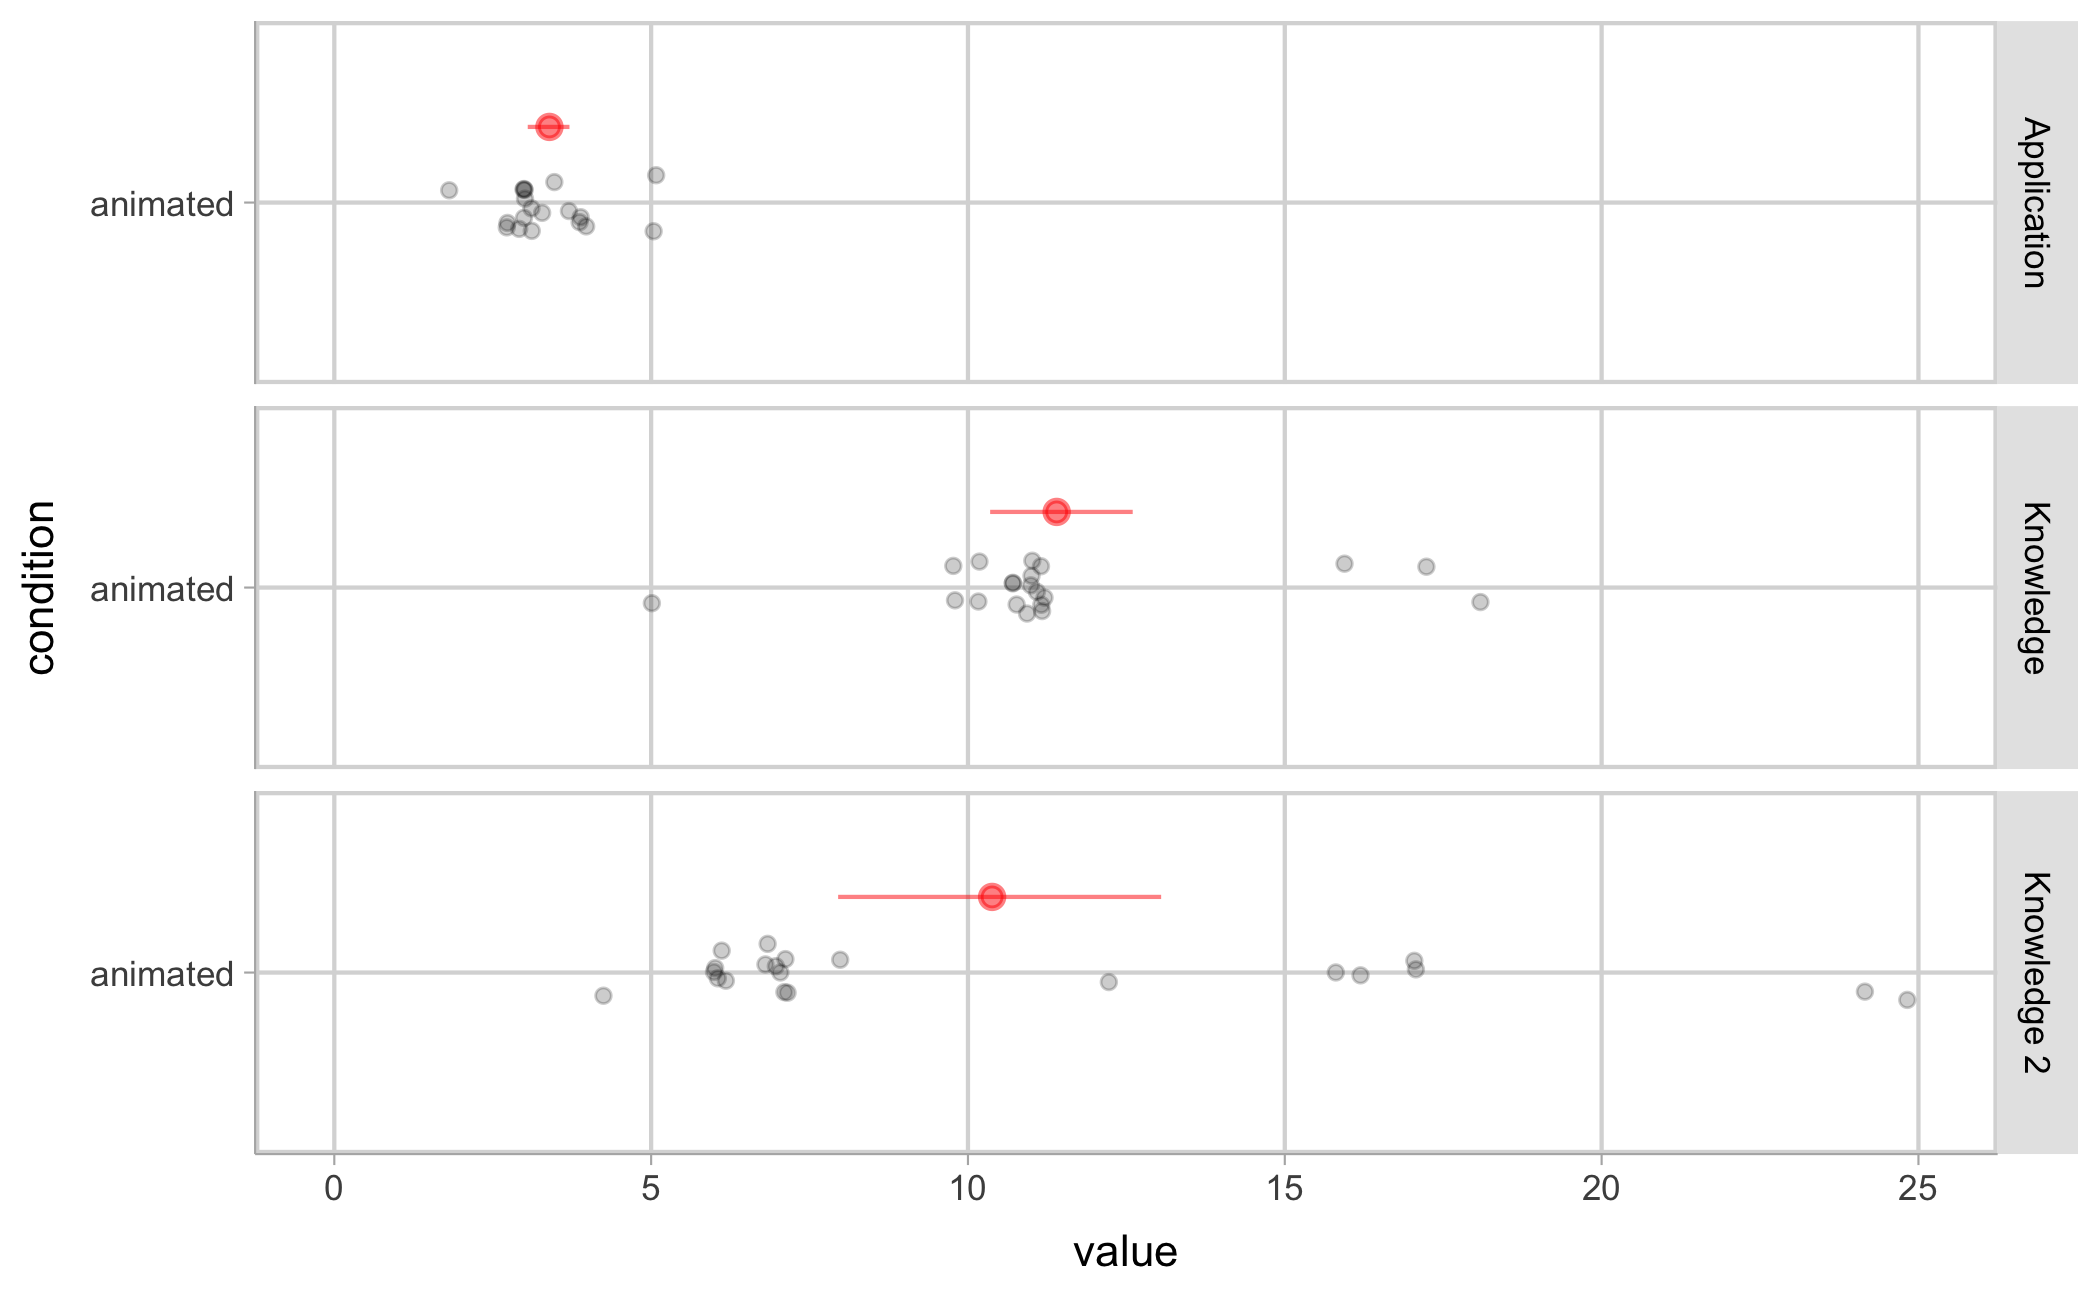 condition
animated
Application
animated
Knowledge
animated
Knowledge 2
0 5 10 15 20 25
value